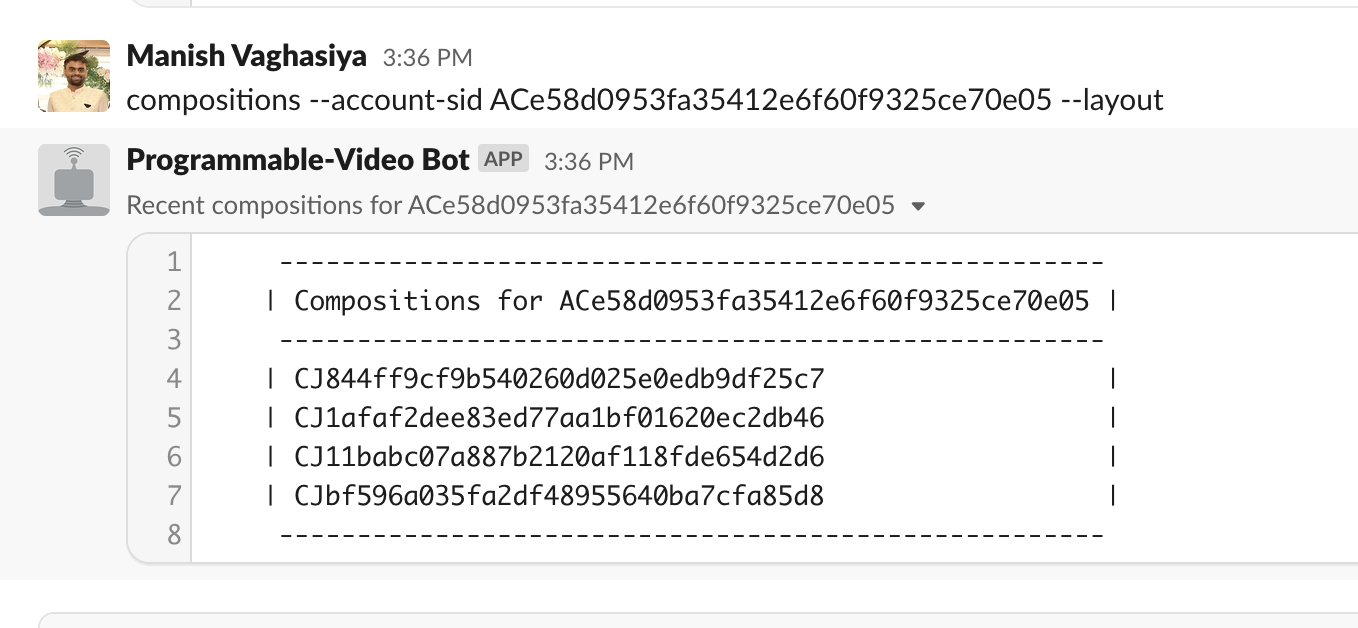 Manish Vaghasiya 3:36 PM
compositions --account-sid ACe58d0953fa35412e6f60f9325ce70e05 --layout
Programmable-Video Bot APP 3:36 PM
Recent compositions for ACe58d0953fa35412e6f60f9325ce70e05
1 -----------------------------------------------------
2 | Compositions for ACe58d0953fa35412e6f60f9325ce70e05 |
3 -----------------------------------------------------
4 | CJ844ff9cf9b540260d025e0edb9df25c7 |
5 | CJ1afaf2dee83ed77aa1bf01620ec2db46 |
6 | CJ11babc07a887b2120af118fde654d2d6 |
7 | CJbf596a035fa2df48955640ba7cfa85d8 |
8 -----------------------------------------------------